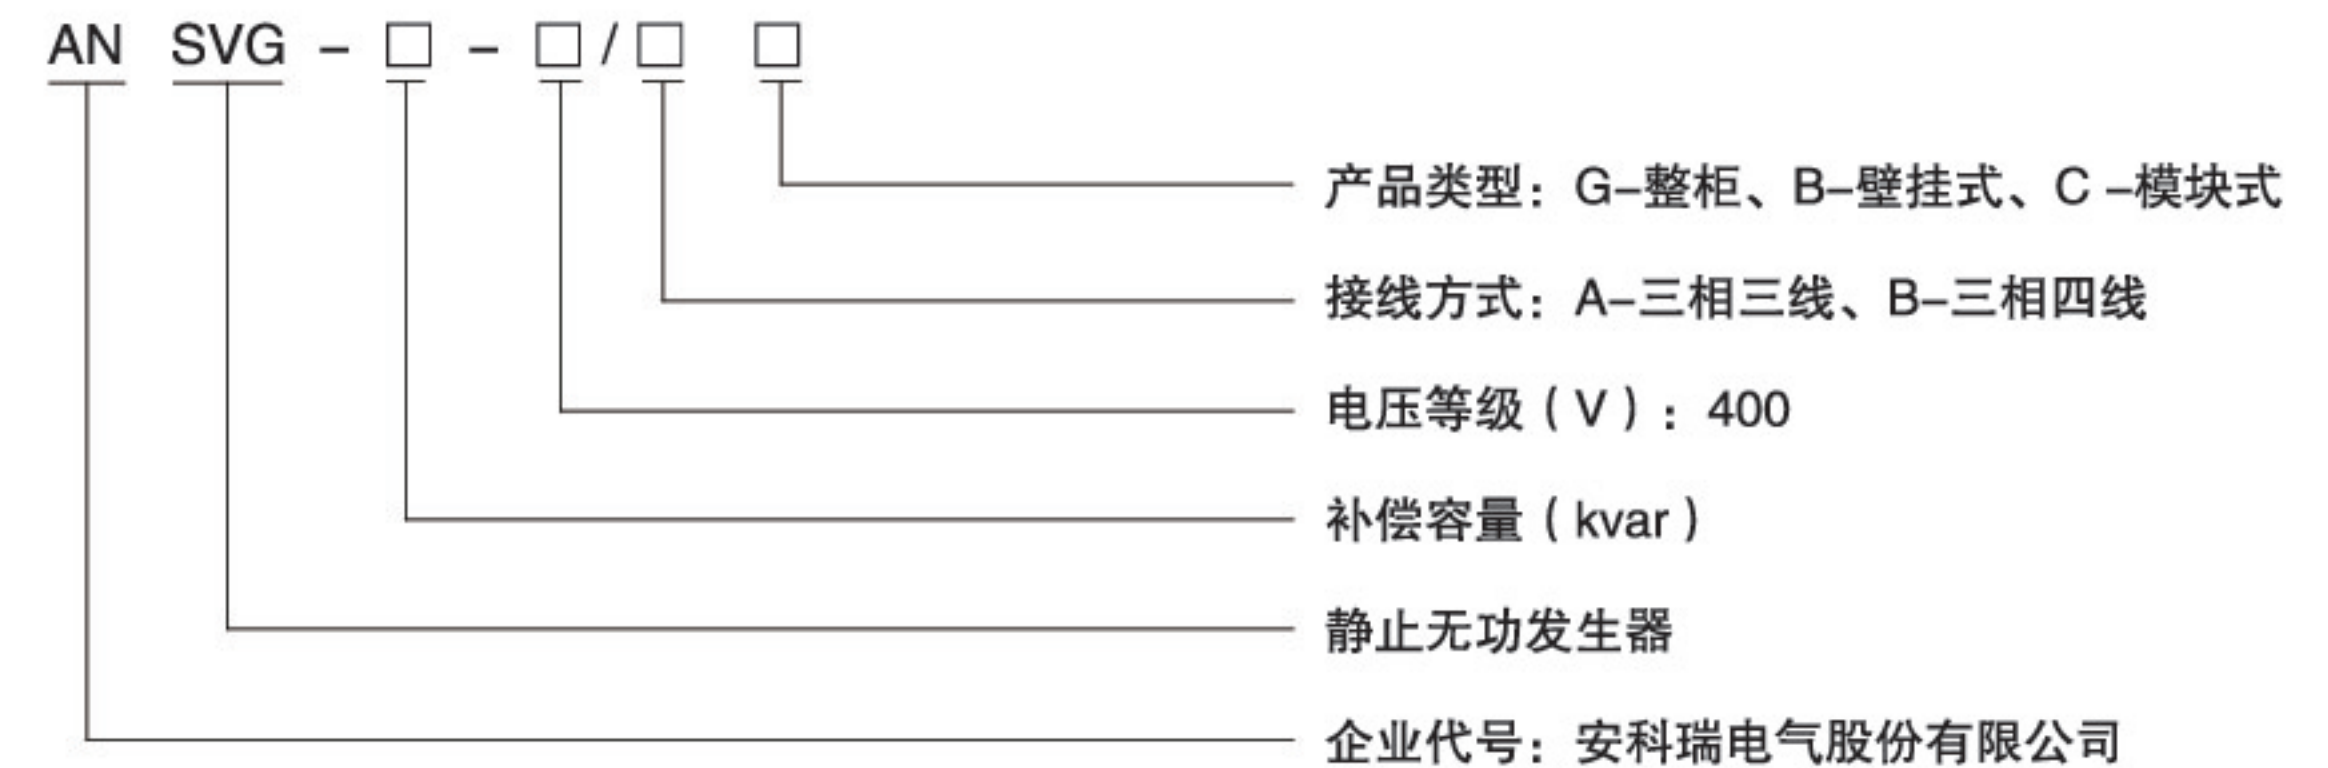 AN SVG – □ – □ / □ □
产品类型：G–整柜、B–壁挂式、C –模块式
接线方式：A–三相三线、B–三相四线
电压等级（V）：400
补偿容量（kvar）
静止无功发生器
企业代号：安科瑞电气股份有限公司